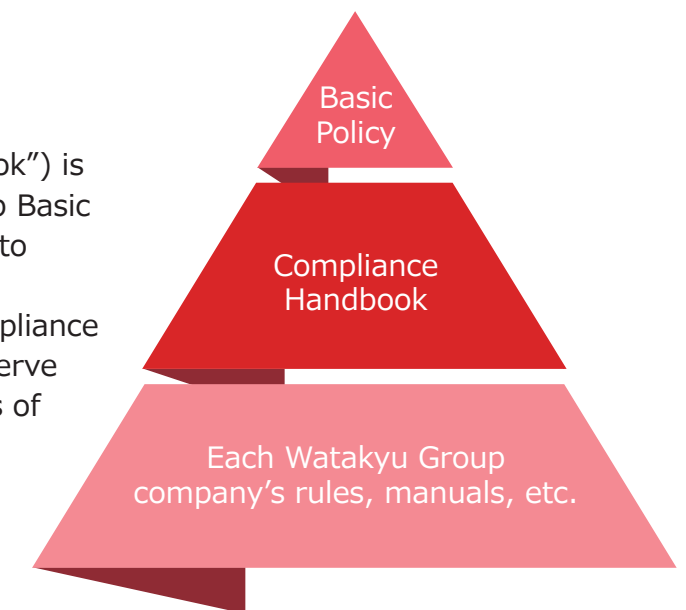 ok”) is
o Basic
to
pliance
erve
s of
Basic
Policy
Compliance
Handbook
Each Watakyu Group
company’s rules, manuals, etc.